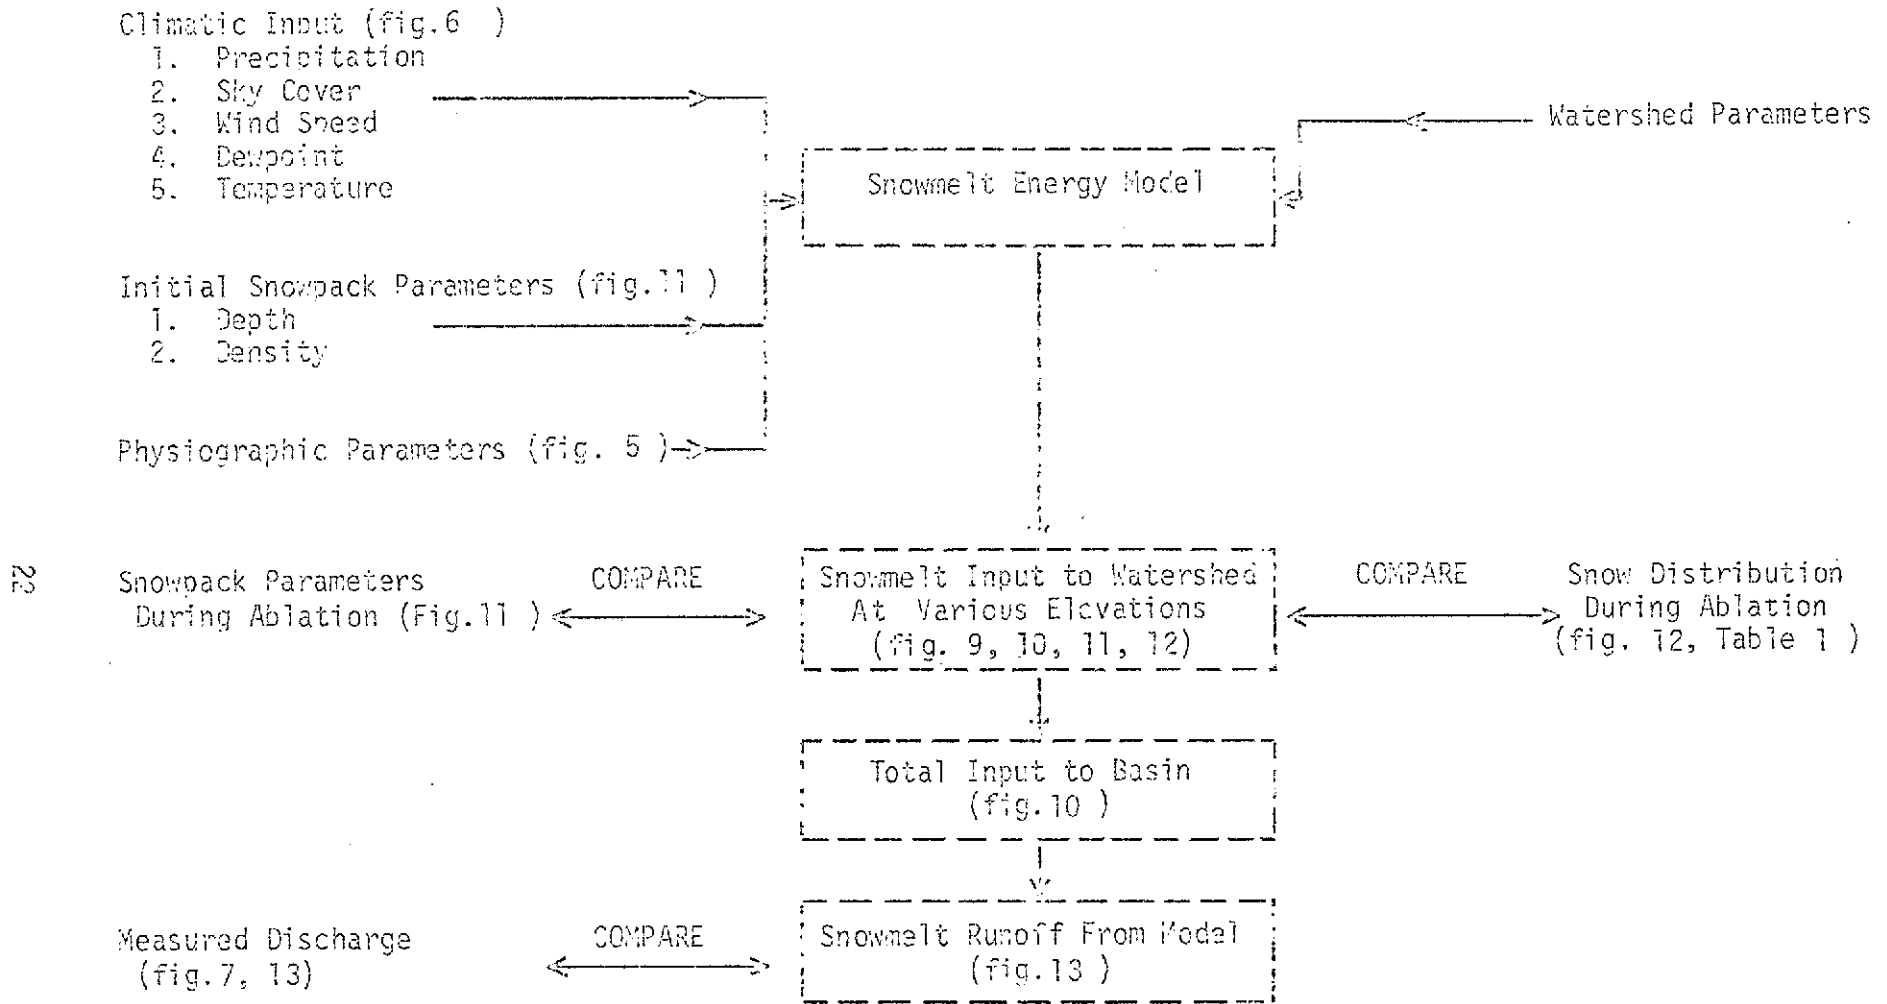 Climatic Input (fig.6 )
1. Precipitation
2. Sky Cover
3. Wind Speed
4. Dewpoint
5. Temperature
Watershed Parameters
Snowmelt Energy Model
Initial Snowpack Parameters (fig.11 )
1. Depth
2. Density
Physiographic Parameters (fig. 5 )
Snowpack Parameters
During Ablation (Fig.11 )
COMPARE
Snowmelt Input to Watershed
At Various Elevations
(fig. 9, 10, 11, 12)
COMPARE
Snow Distribution
During Ablation
(fig. 12, Table 1 )
Total Input to Basin
(fig.10 )
Measured Discharge
(fig.7, 13)
COMPARE
Snowmelt Runoff From Model
(fig.13 )
22